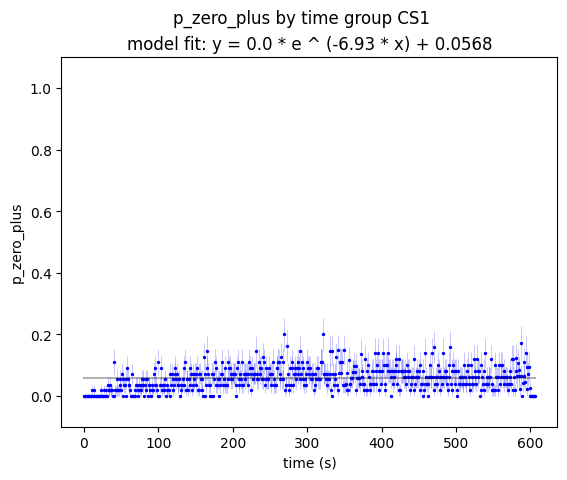 p_zero_plus by time group CS1
model fit: y = 0.0 * e ^ (-6.93 * x) + 0.0568
1.0
0.8
0.6
0.4
0.2
0.0
p_zero_plus
0 100 200 300 400 500 600
time (s)